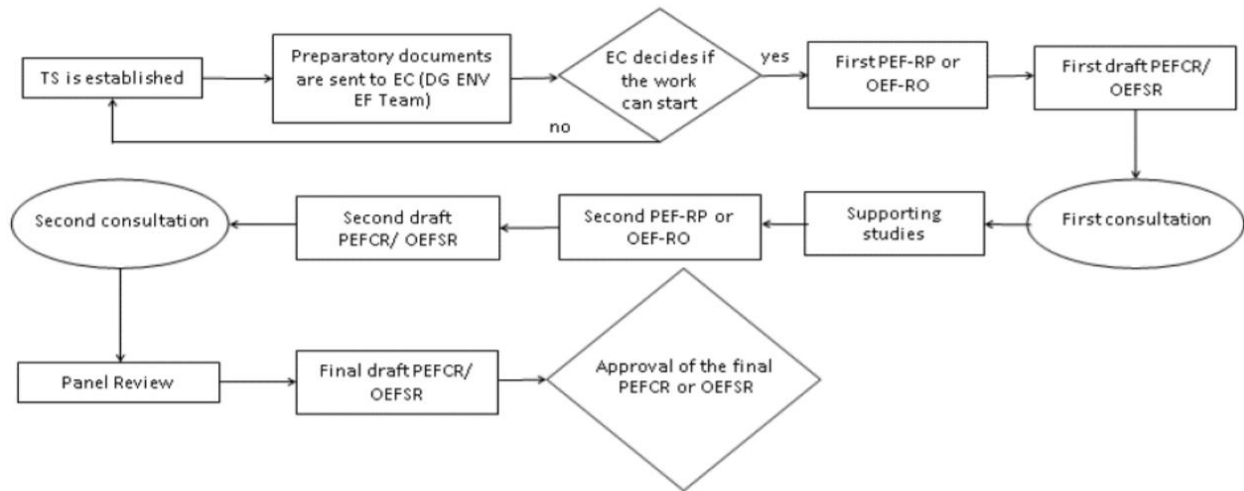 TS is established
Preparatory documents
are sent to EC (DG ENV
EF Team)
EC decides if
the work
can start
yes
no
First PEF-RP or
OEF-RO
First draft PEFCR/
OEFSR
First consultation
Supporting
studies
Second PEF-RP or
OEF-RO
Second draft
PEFCR/ OEFSR
Second consultation
Panel Review
Final draft PEFCR/
OEFSR
Approval of the final
PEFCR or OEFSR